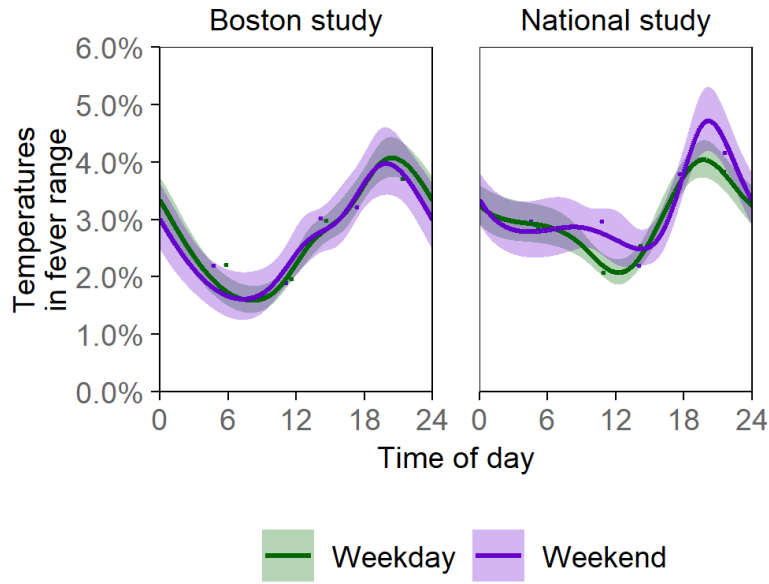 Boston study
National study
Temperatures
in fever range
6.0%
5.0%
4.0%
3.0%
2.0%
1.0%
0.0%
0 6 12 18 24
0 6 12 18 24
Time of day
Weekday
Weekend